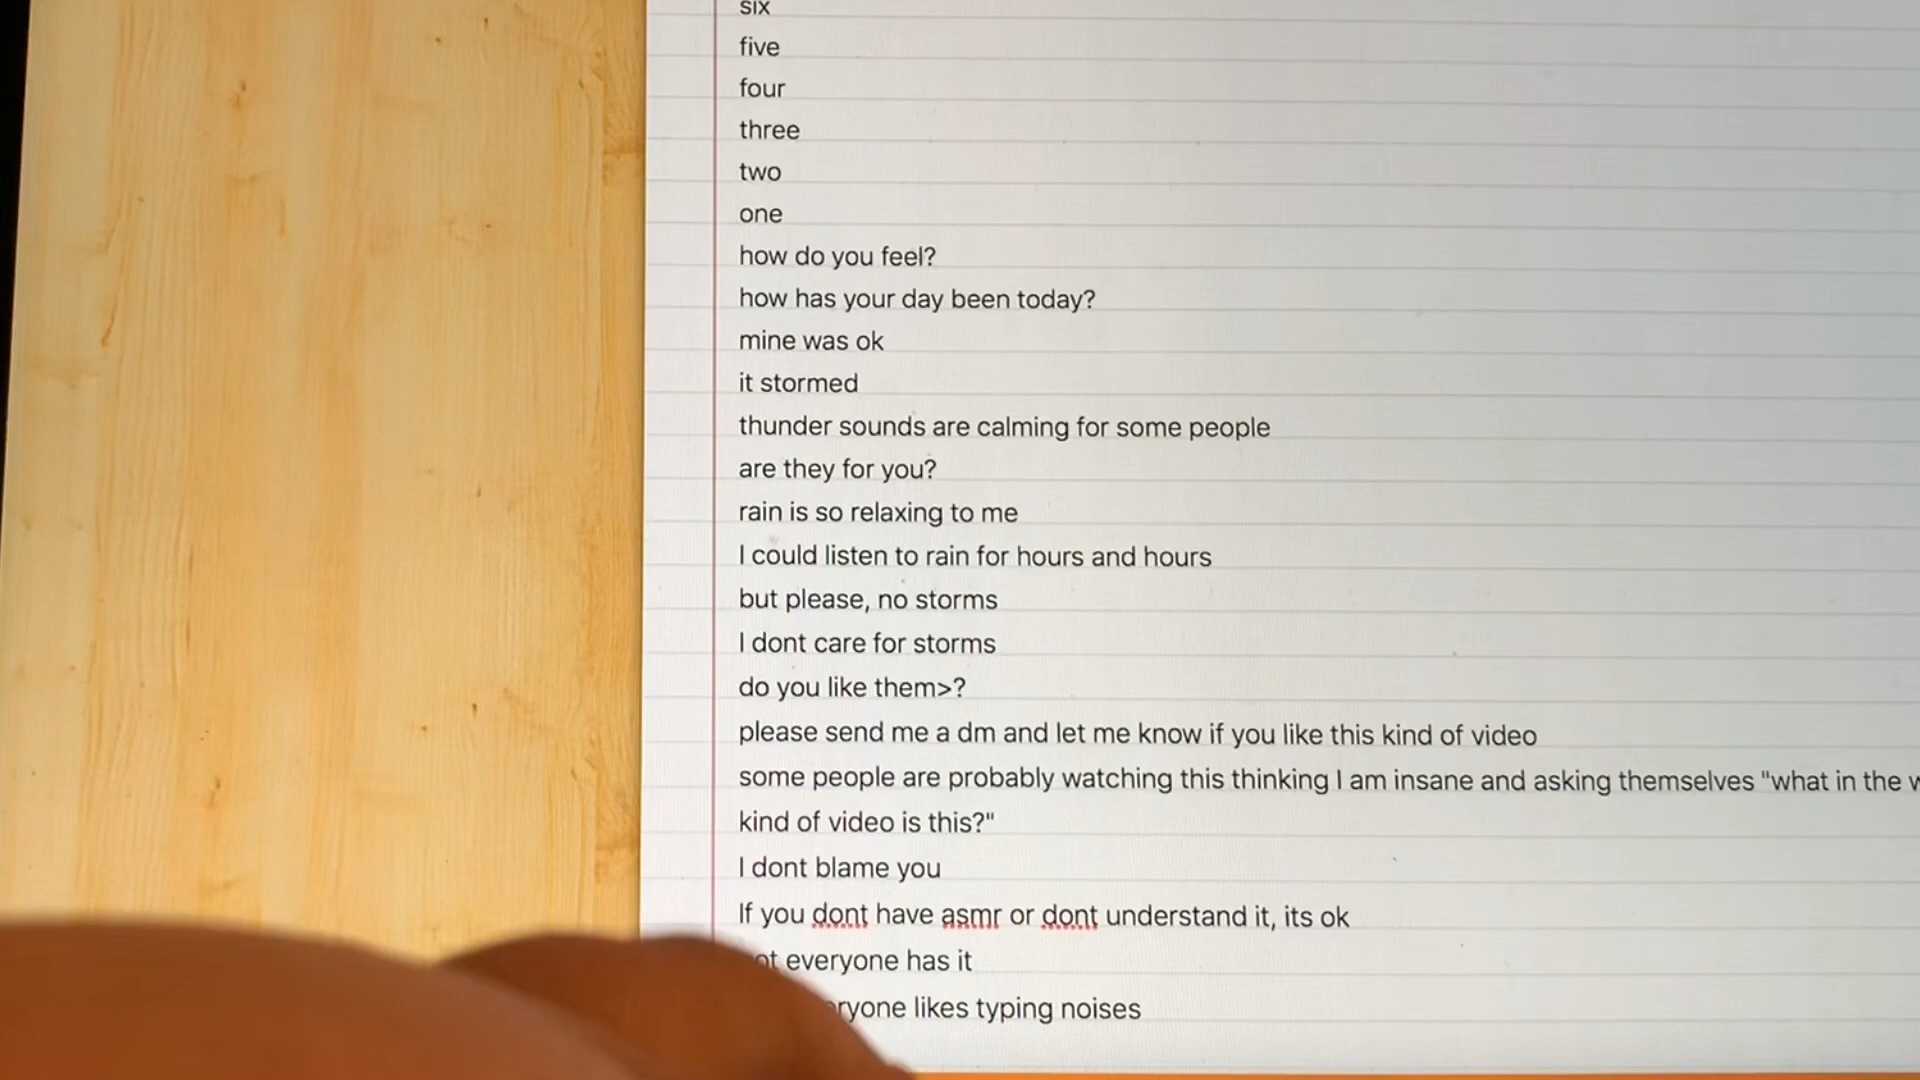 six
five
four
three
two
one
how do you feel?
how has your day been today?
mine was ok
it stormed
thunder sounds are calming for some people
are they for you?
rain is so relaxing to me
I could listen to rain for hours and hours
but please, no storms
I dont care for storms
do you like them>?
please send me a dm and let me know if you like this kind of video
some people are probably watching this thinking I am insane and asking themselves "what in the
kind of video is this?"
I dont blame you
If you dont have asmr or dont understand it, its ok
everyone has it
likes typing noises